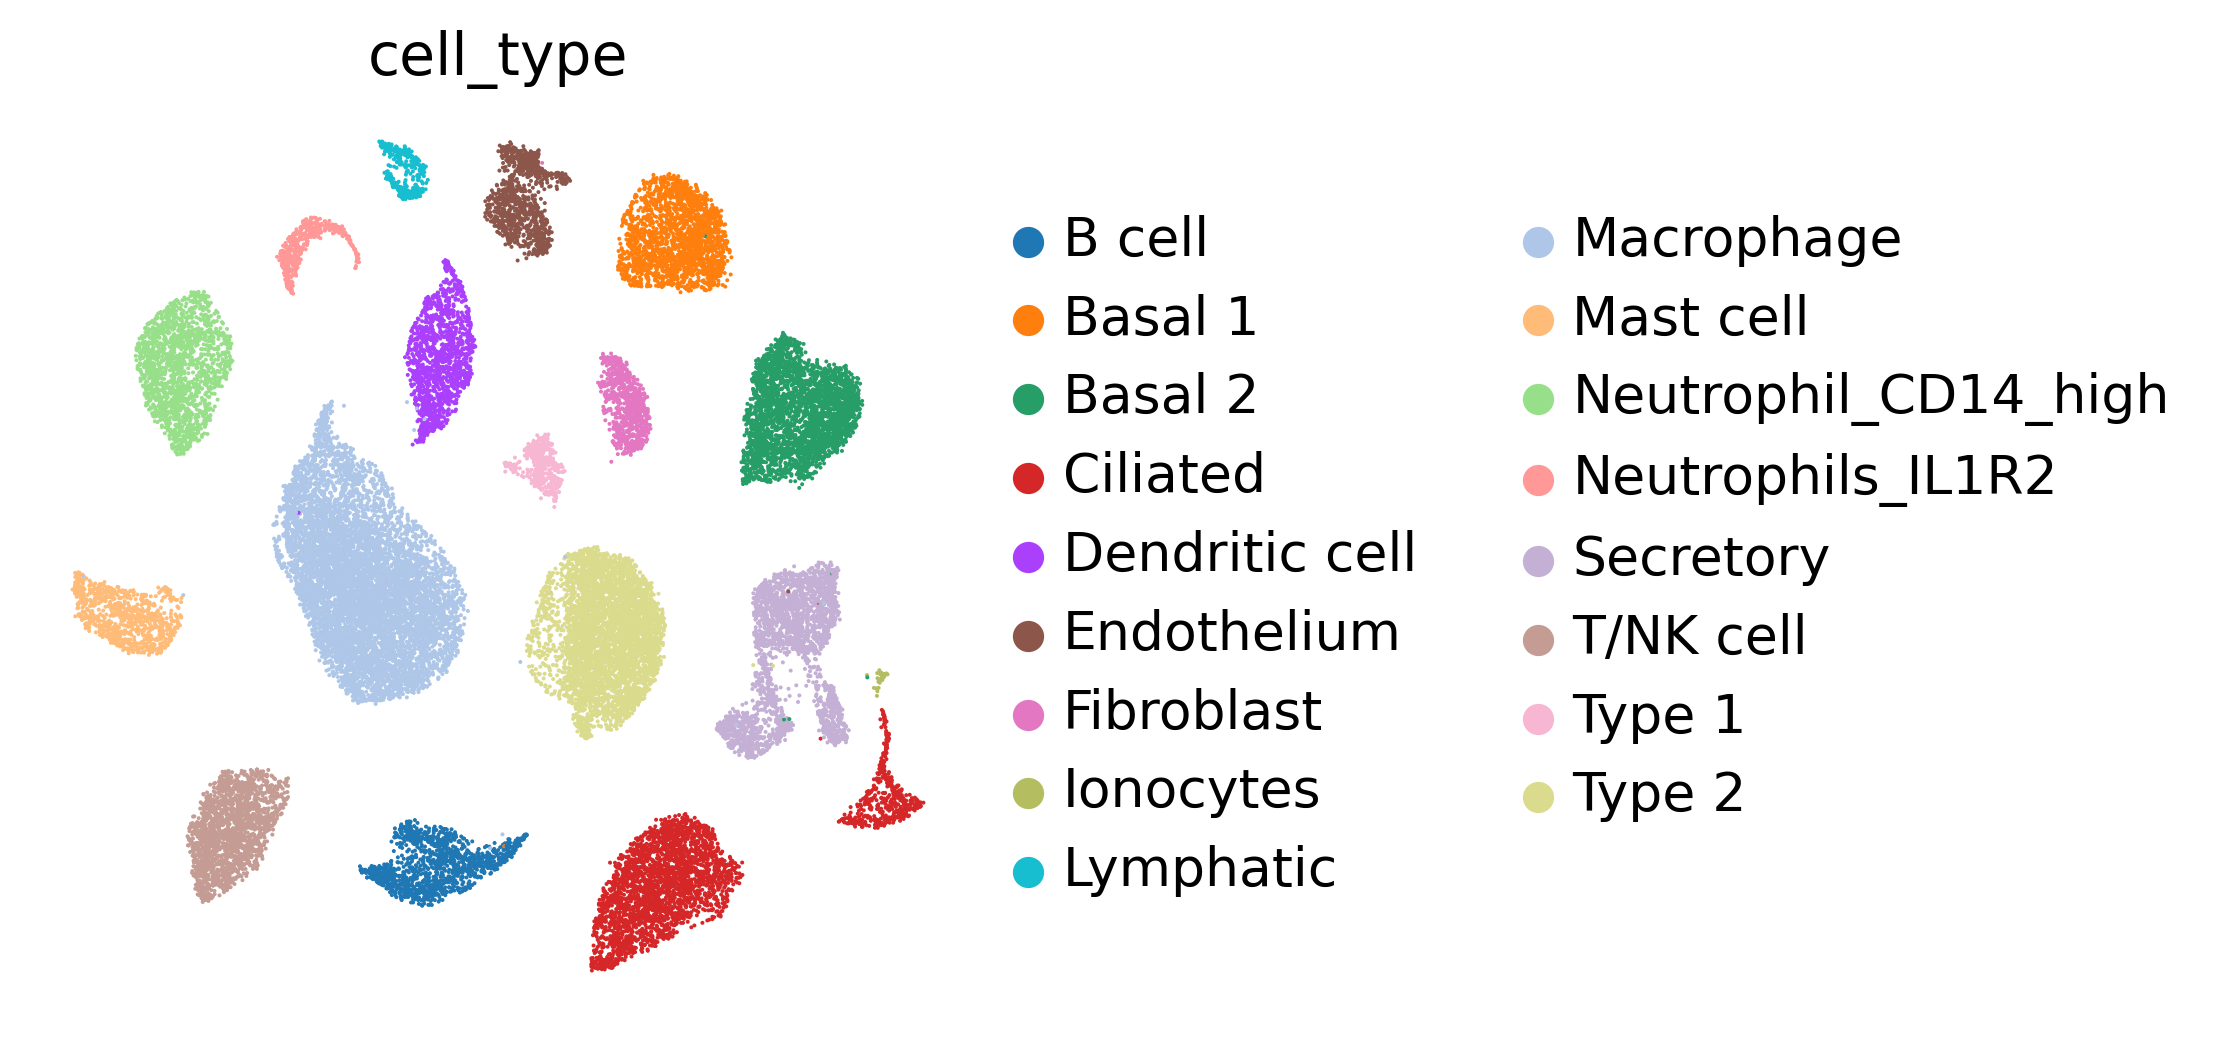 cell_type
B cell
Basal 1
Basal 2
Ciliated
Dendritic cell
Endothelium
Fibroblast
Ionocytes
Lymphatic
Macrophage
Mast cell
Neutrophil_CD14_high
Neutrophils_IL1R2
Secretory
T/NK cell
Type 1
Type 2